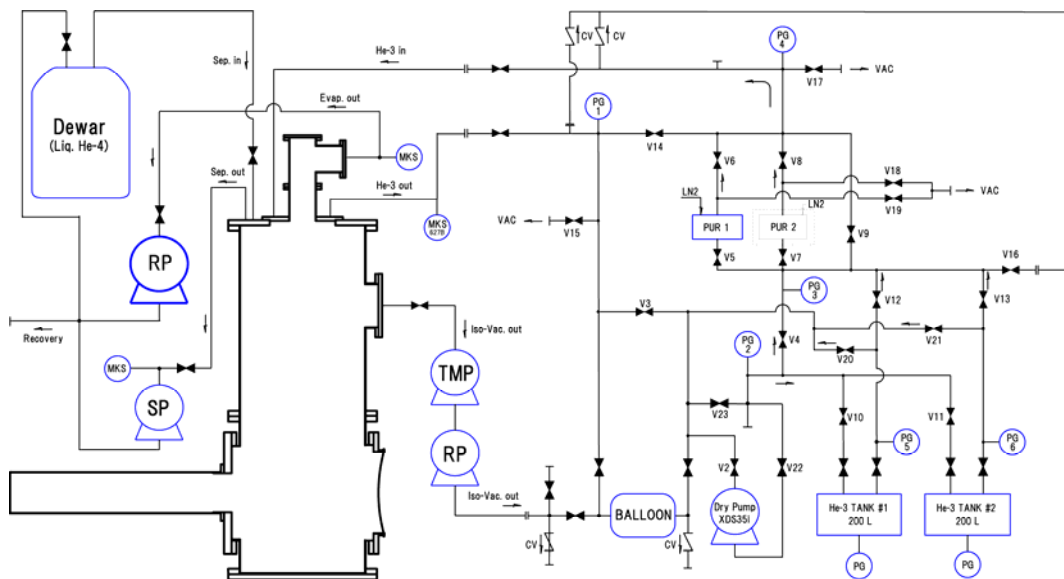 CV
CV
PG
4
He-3 in
Sep. in
V17
VAC
Evap. out
PG
1
Dewar
(Liq. He-4)
MKS
V14
V6
V8
Sep. out
He-3 out
LN2
V18
VAC
V19
LN2
MKS
627B
VAC
V15
PUR 1
PUR 2
V9
RP
V5
V7
V16
PG
3
V12
V13
V3
Iso-Vac. out
Recovery
PG
2
V4
V21
V20
MKS
TMP
SP
V23
V10
V11
PG
5
PG
6
RP
V2
V22
Iso-Vac. out
BALLOON
Dry Pump
XDS35I
He-3 TANK #1
200 L
He-3 TANK #2
200 L
CV
CV
PG
PG